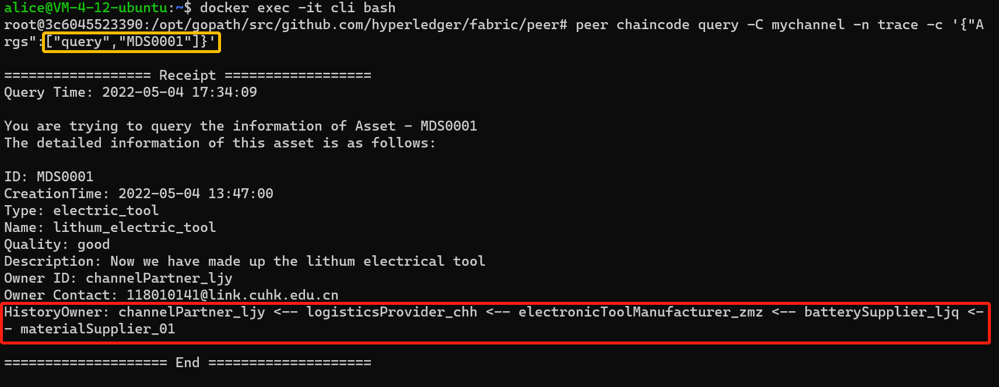 alice@VM-4-12-ubuntu:~$ docker exec -it cli bash
root@3c6045523390:/opt/gopath/src/github.com/hyperledger/fabric/peer# peer chaincode query -C mychannel -n trace -c '{"A
rgs":["query","MDS0001"]}'
================== Receipt ==================
Query Time: 2022-05-04 17:34:09
You are trying to query the information of Asset - MDS0001
The detailed information of this asset is as follows:
ID: MDS0001
CreationTime: 2022-05-04 13:47:00
Type: electric_tool
Name: lithum_electric_tool
Quality: good
Description: Now we have made up the lithum electrical tool
Owner ID: channelPartner_ljy
Owner Contact: 118010141@link.cuhk.edu.cn
HistoryOwner: channelPartner_ljy <-- logisticsProvider_chh <-- electronicToolManufacturer_zmz <-- batterySupplier_ljq <-
- materialSupplier_01
==================== End ====================